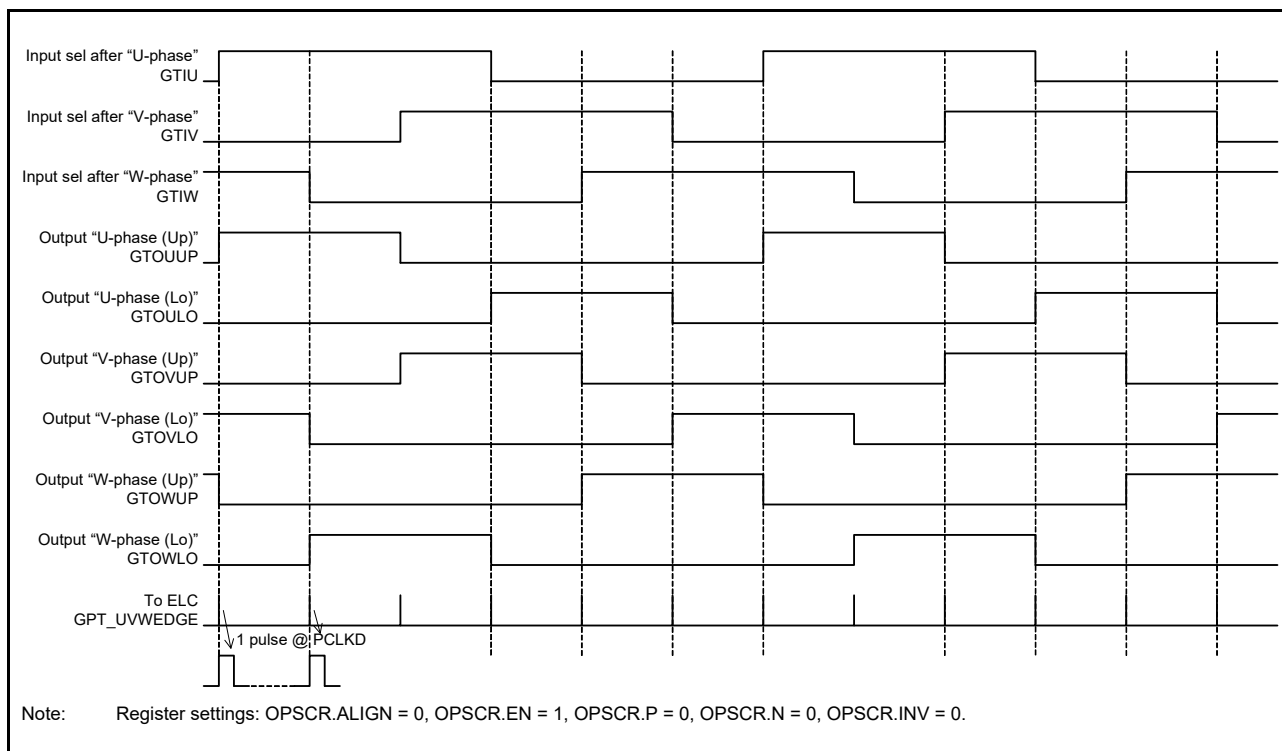 Input sel after “U-phase”
GTIU
Input sel after “V-phase”
GTIV
Input sel after “W-phase”
GTIW
Output “U-phase (Up)”
GTOUUP
Output “U-phase (Lo)”
GTOULO
Output “V-phase (Up)”
GTOVUP
Output “V-phase (Lo)”
GTOVLO
Output “W-phase (Up)”
GTOWUP
Output “W-phase (Lo)”
GTOWLO
To ELC
GPT_UVWEDGE
1 pulse @ PCLKD
Note: Register settings: OPSCR.ALIGN = 0, OPSCR.EN = 1, OPSCR.P = 0, OPSCR.N = 0, OPSCR.INV = 0.